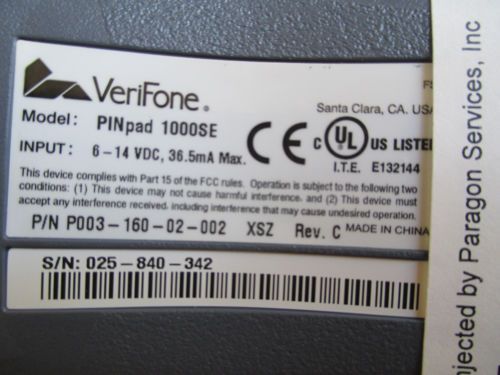 VeriFone®
Santa Clara, CA. USA
Model: PINpad 1000SE
INPUT: 6-14 VDC, 36.5mA Max.
CE c UL US LISTED
I.T.E. E132144
This device complies with Part 15 of the FCC rules. Operation is subject to the following two
conditions: (1) This device may not cause harmful interference, and (2) This device must
accept any interference received, including interference that may cause undesired operation.
P/N P003-160-02-002 XSZ Rev. C MADE IN CHINA
S/N: 025-840-342
njected by Paragon Services, Inc